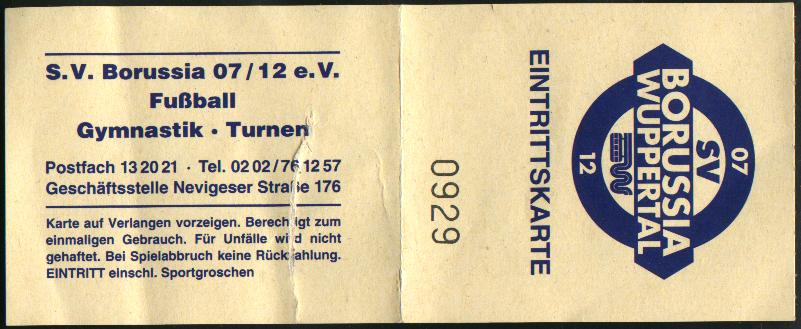 S.V. Borussia 07/12 e.V.
Fußball
Gymnastik · Turnen
Postfach 13 20 21 · Tel. 02 02/76 12 57
Geschäftsstelle Nevigeser Straße 176
Karte auf Verlangen vorzeigen. Berechtigt zum
einmaligen Gebrauch. Für Unfälle wird nicht
gehaftet. Bei Spielabbruch keine Rückzahlung.
EINTRITT einschl. Sportgroschen
0929
EINTRITTSKARTE
07
SV
12
BORUSSIA
WUPPERTAL